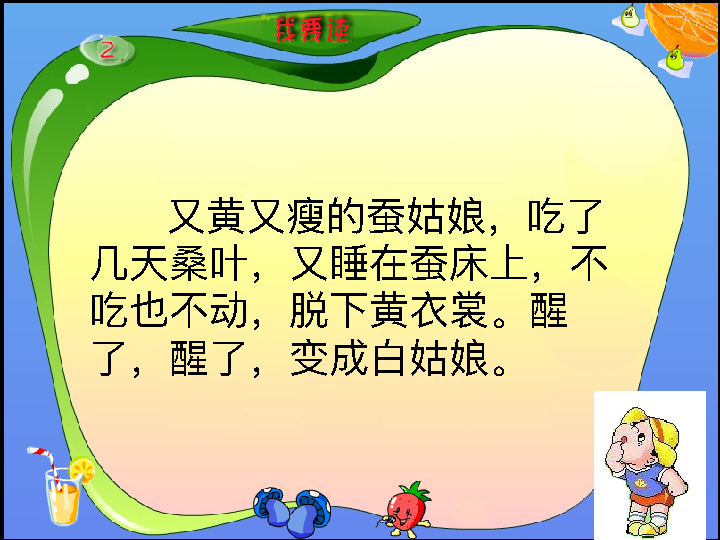 我要读
2
又黄又瘦的蚕姑娘，吃了
几天桑叶，又睡在蚕床上，不
吃也不动，脱下黄衣裳。醒
了，醒了，变成白姑娘。